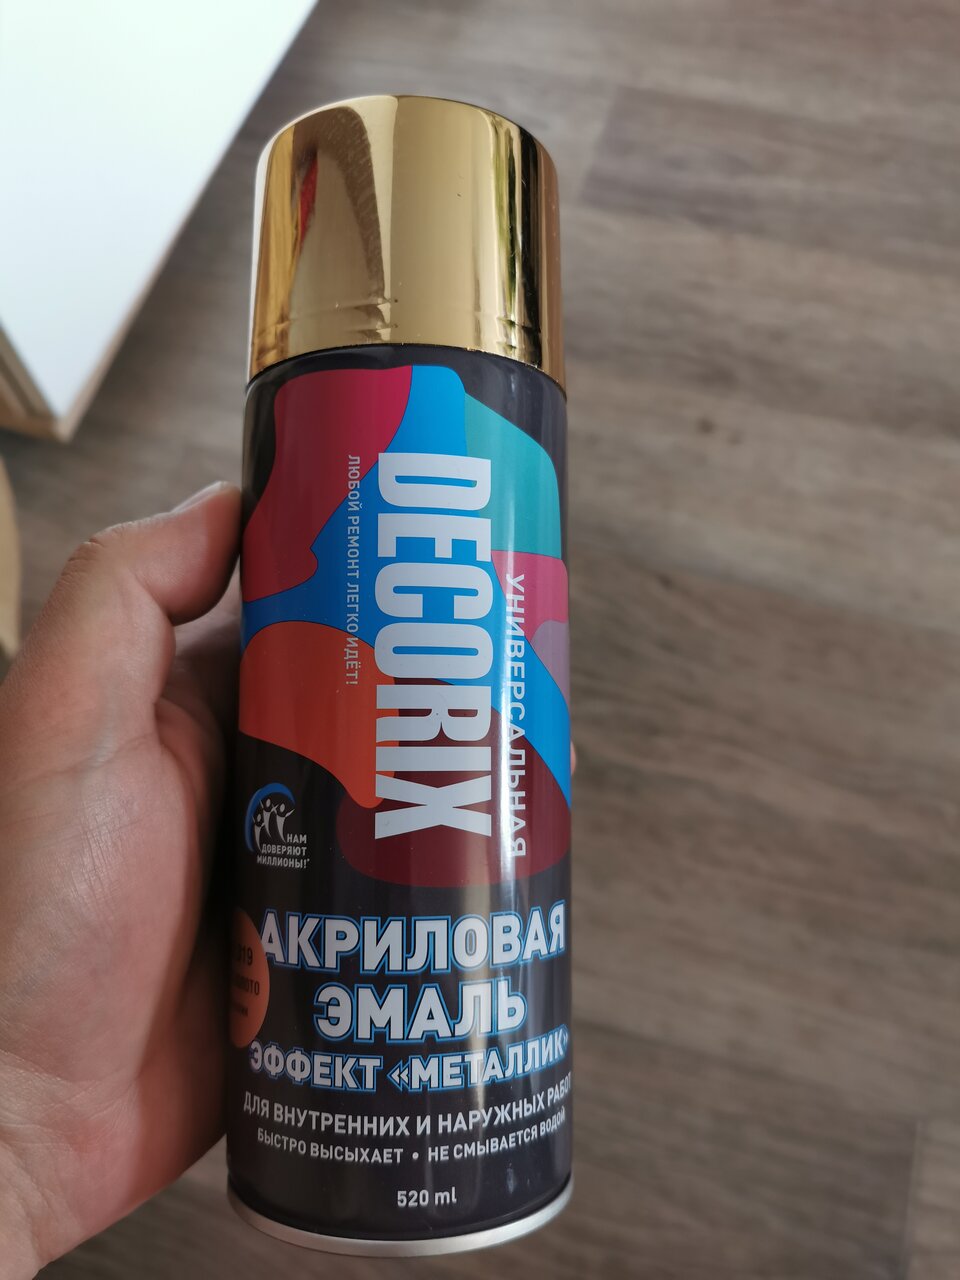 DECORIX
УНИВЕРСАЛЬНАЯ
ЛЮБОЙ РЕМОНТ ЛЕГКО ИДЁТ!
НАМ
ДОВЕРЯЮТ
МИЛЛИОНЫ!*
АКРИЛОВАЯ
ЭМАЛЬ
ЭФФЕКТ «МЕТАЛЛИК»
ДЛЯ ВНУТРЕННИХ И НАРУЖНЫХ РАБОТ
БЫСТРО ВЫСЫХАЕТ • НЕ СМЫВАЕТСЯ ВОДОЙ
520 ml